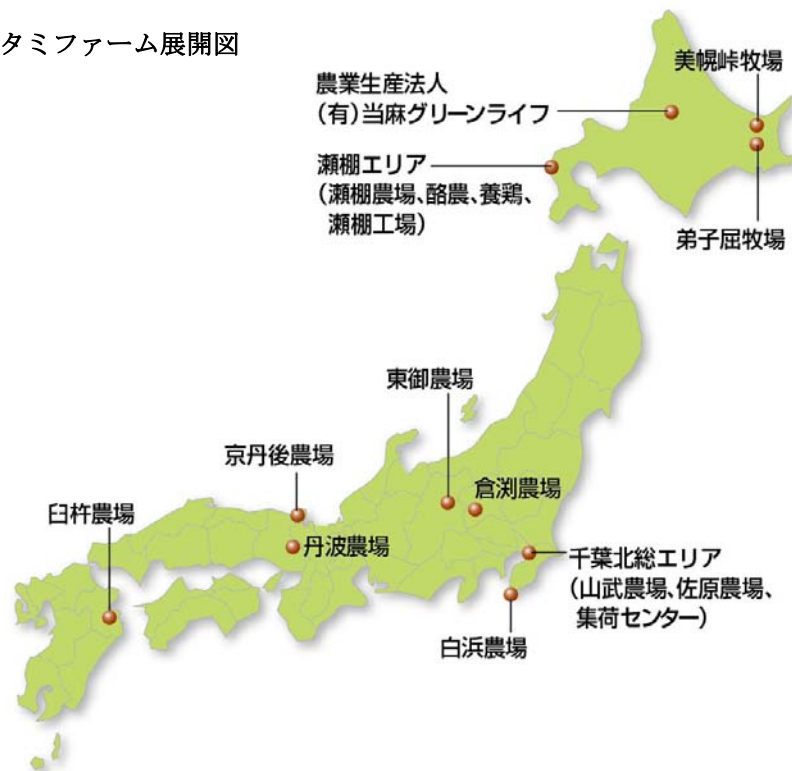 タミファーム展開図
美幌峠牧場
農業生産法人
(有)当麻グリーンライフ
瀬棚エリア
(瀬棚農場、酪農、養鶏、
瀬棚工場)
弟子屈牧場
東御農場
京丹後農場
倉渕農場
臼杵農場
丹波農場
千葉北総エリア
(山武農場、佐原農場、
集荷センター)
白浜農場